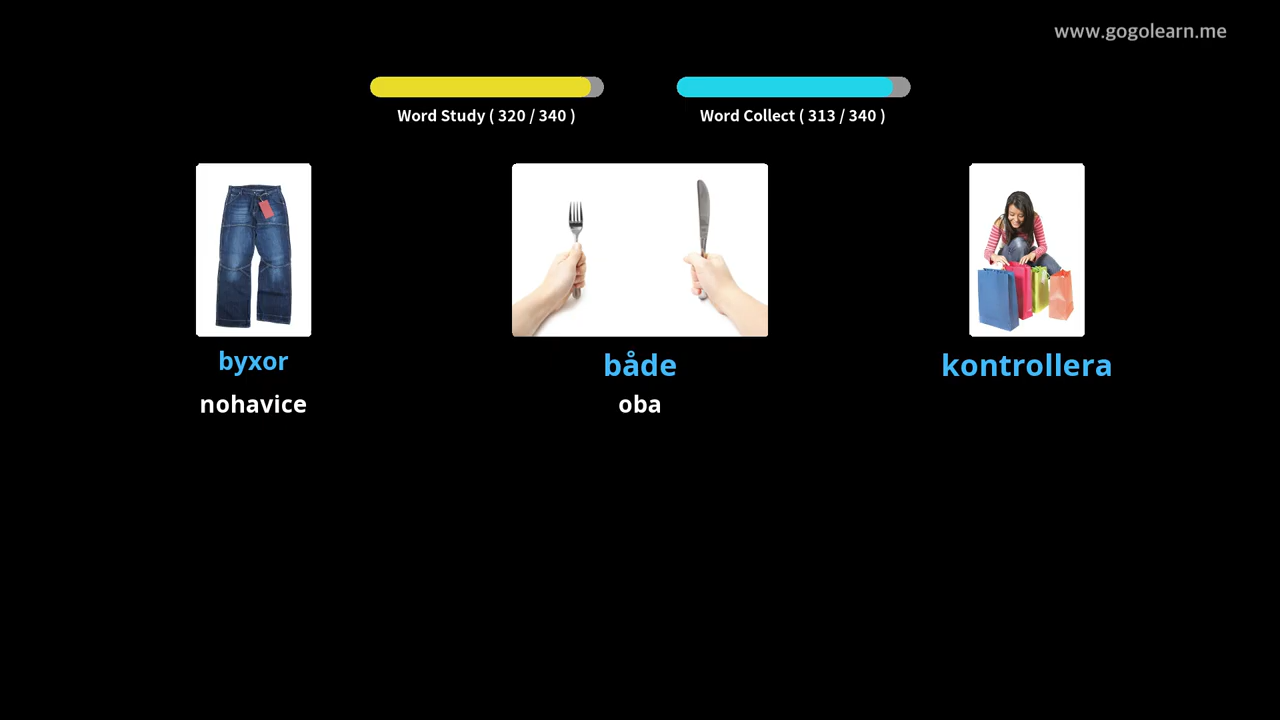 www.gogolearn.me
Word Study ( 320 / 340 )
Word Collect ( 313 / 340 )
byxor
både
kontrollera
nohavice
oba